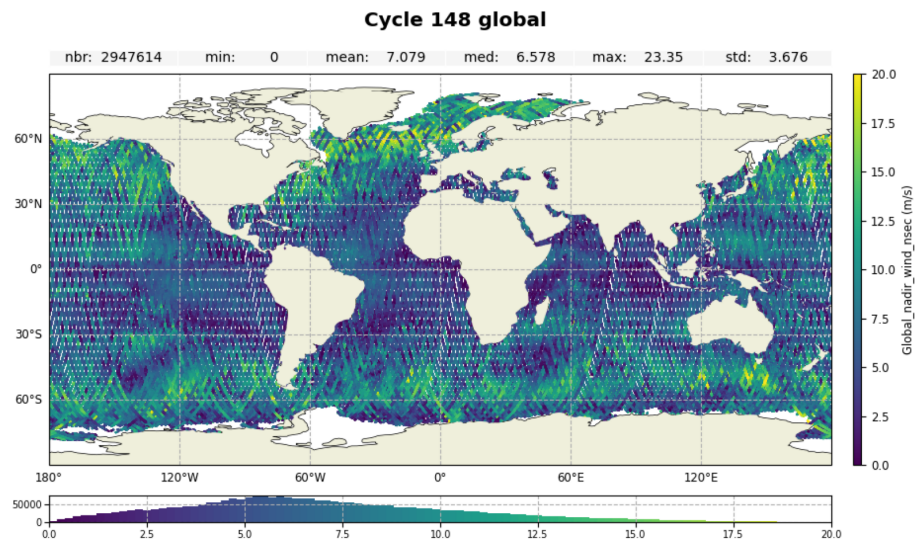 Cycle 148 global
nbr: 2947614 min: 0 mean: 7.079 med: 6.578 max: 23.35 std: 3.676
20.0
17.5
15.0
12.5
10.0
7.5
5.0
2.5
0.0
Global_nadir_wind_nsec (m/s)
60°N
30°N
0°
30°S
60°S
180° 120°W 60°W 0° 60°E 120°E
50000
0
0.0 2.5 5.0 7.5 10.0 12.5 15.0 17.5 20.0